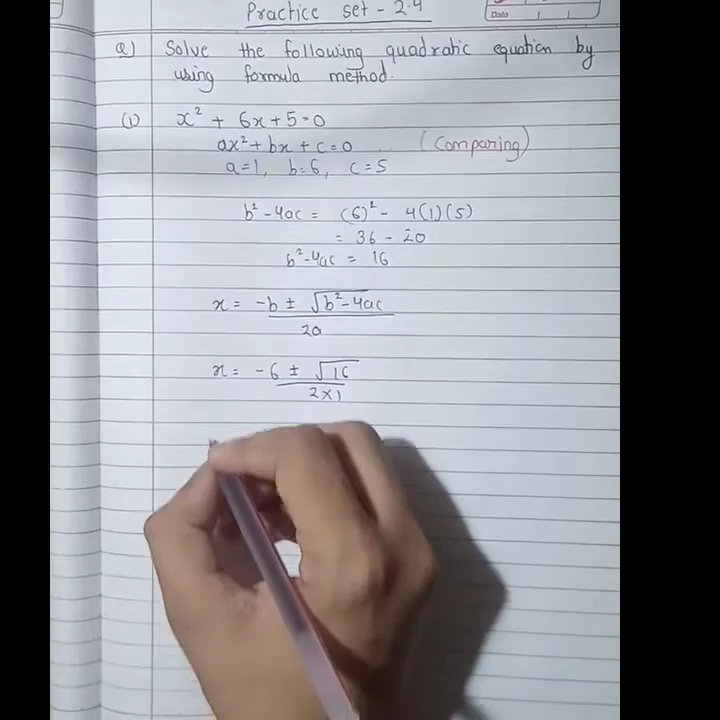 Practice set - 2.4
Date / /
Q) Solve the following quadratic equation by
using formula method.
(1) x² + 6x + 5 = 0
ax² + bx + c = 0 (Comparing)
a = 1, b = 6, c = 5
b² - 4ac = (6)² - 4(1)(5)
= 36 - 20
b² - 4ac = 16
x = -b ± √b² - 4ac
2a
x = -6 ± √16
2×1